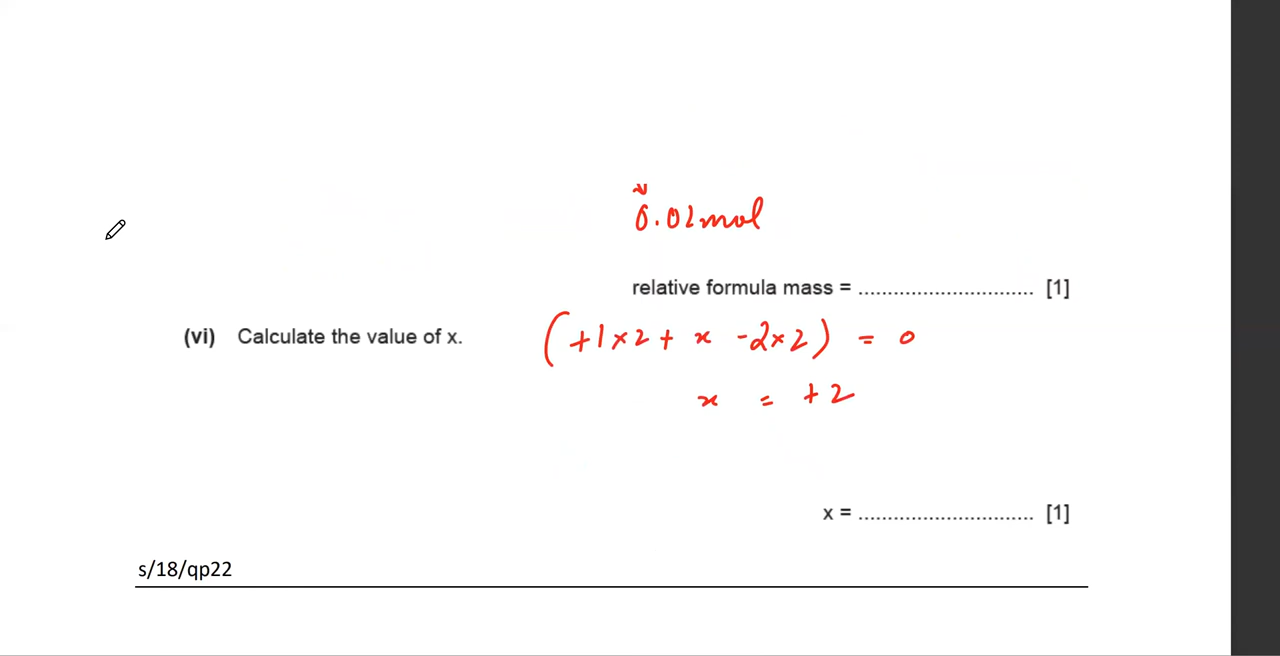 0.01mol
relative formula mass = .............................. [1]
(vi) Calculate the value of x. (+1×2 + x -2×2) = 0
x = +2
x = .............................. [1]
s/18/qp22